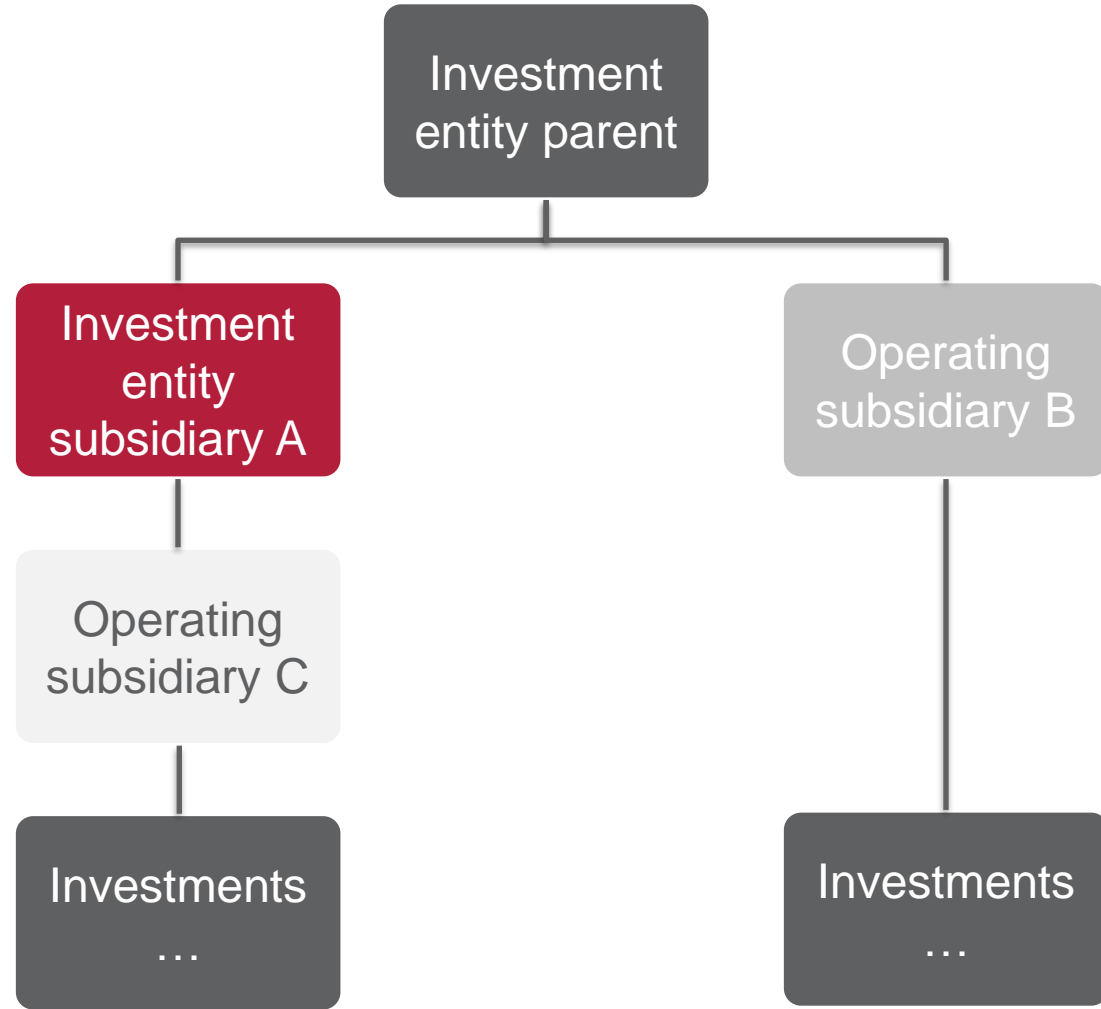 Investment
entity parent
Investment
entity
subsidiary A
Operating
subsidiary B
Operating
subsidiary C
Investments
…
Investments
…